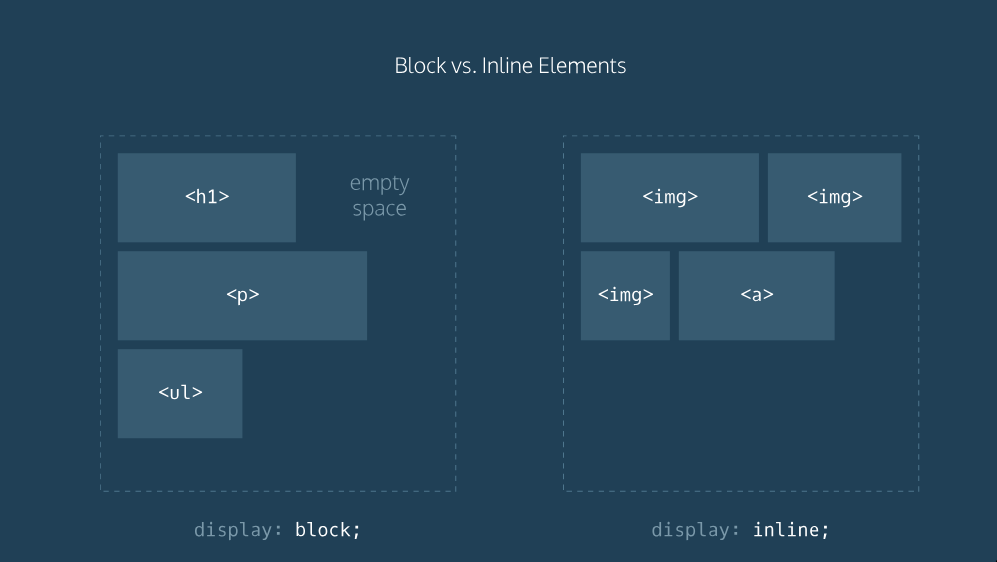 Block vs. Inline Elements
<h1>
empty
space
<p>
<ul>
<img>
<img>
<img>
<a>
display: block;
display: inline;